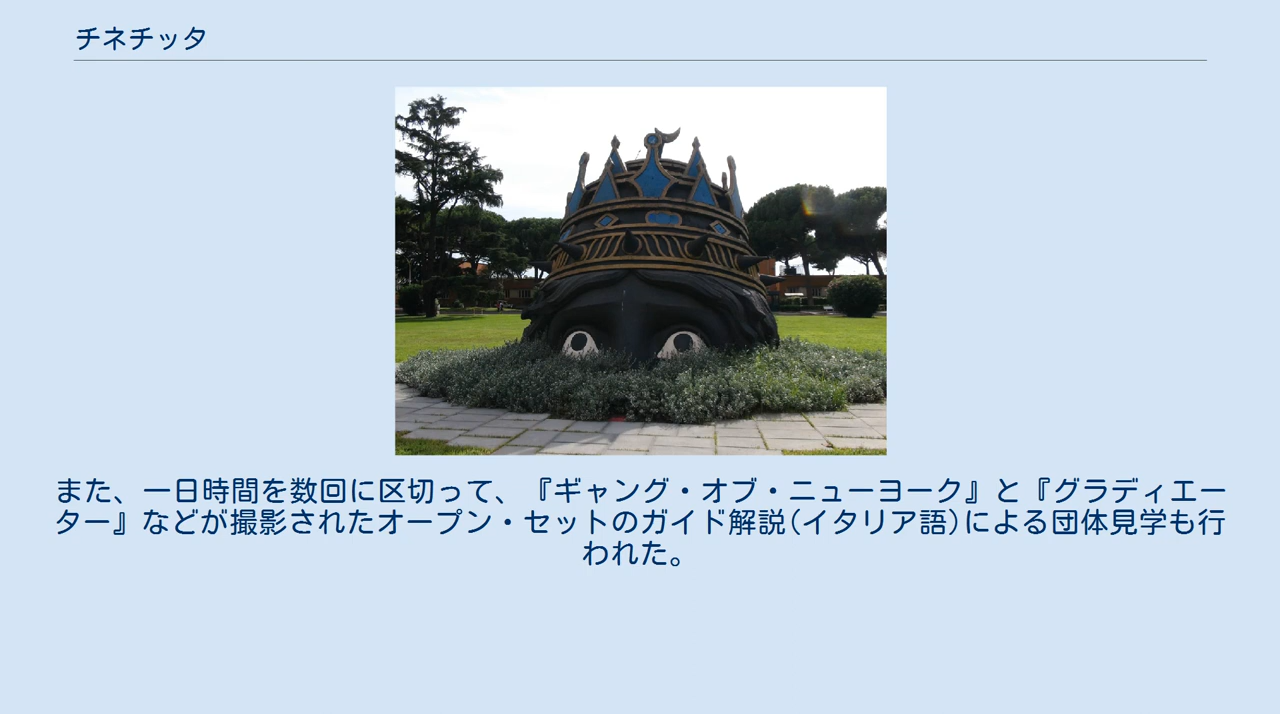 チネチッタ
また、一日時間を数回に区切って、『ギャング・オブ・ニューヨーク』と『グラディエー
ター』などが撮影されたオープン・セットのガイド解説(イタリア語)による団体見学も行
われた。